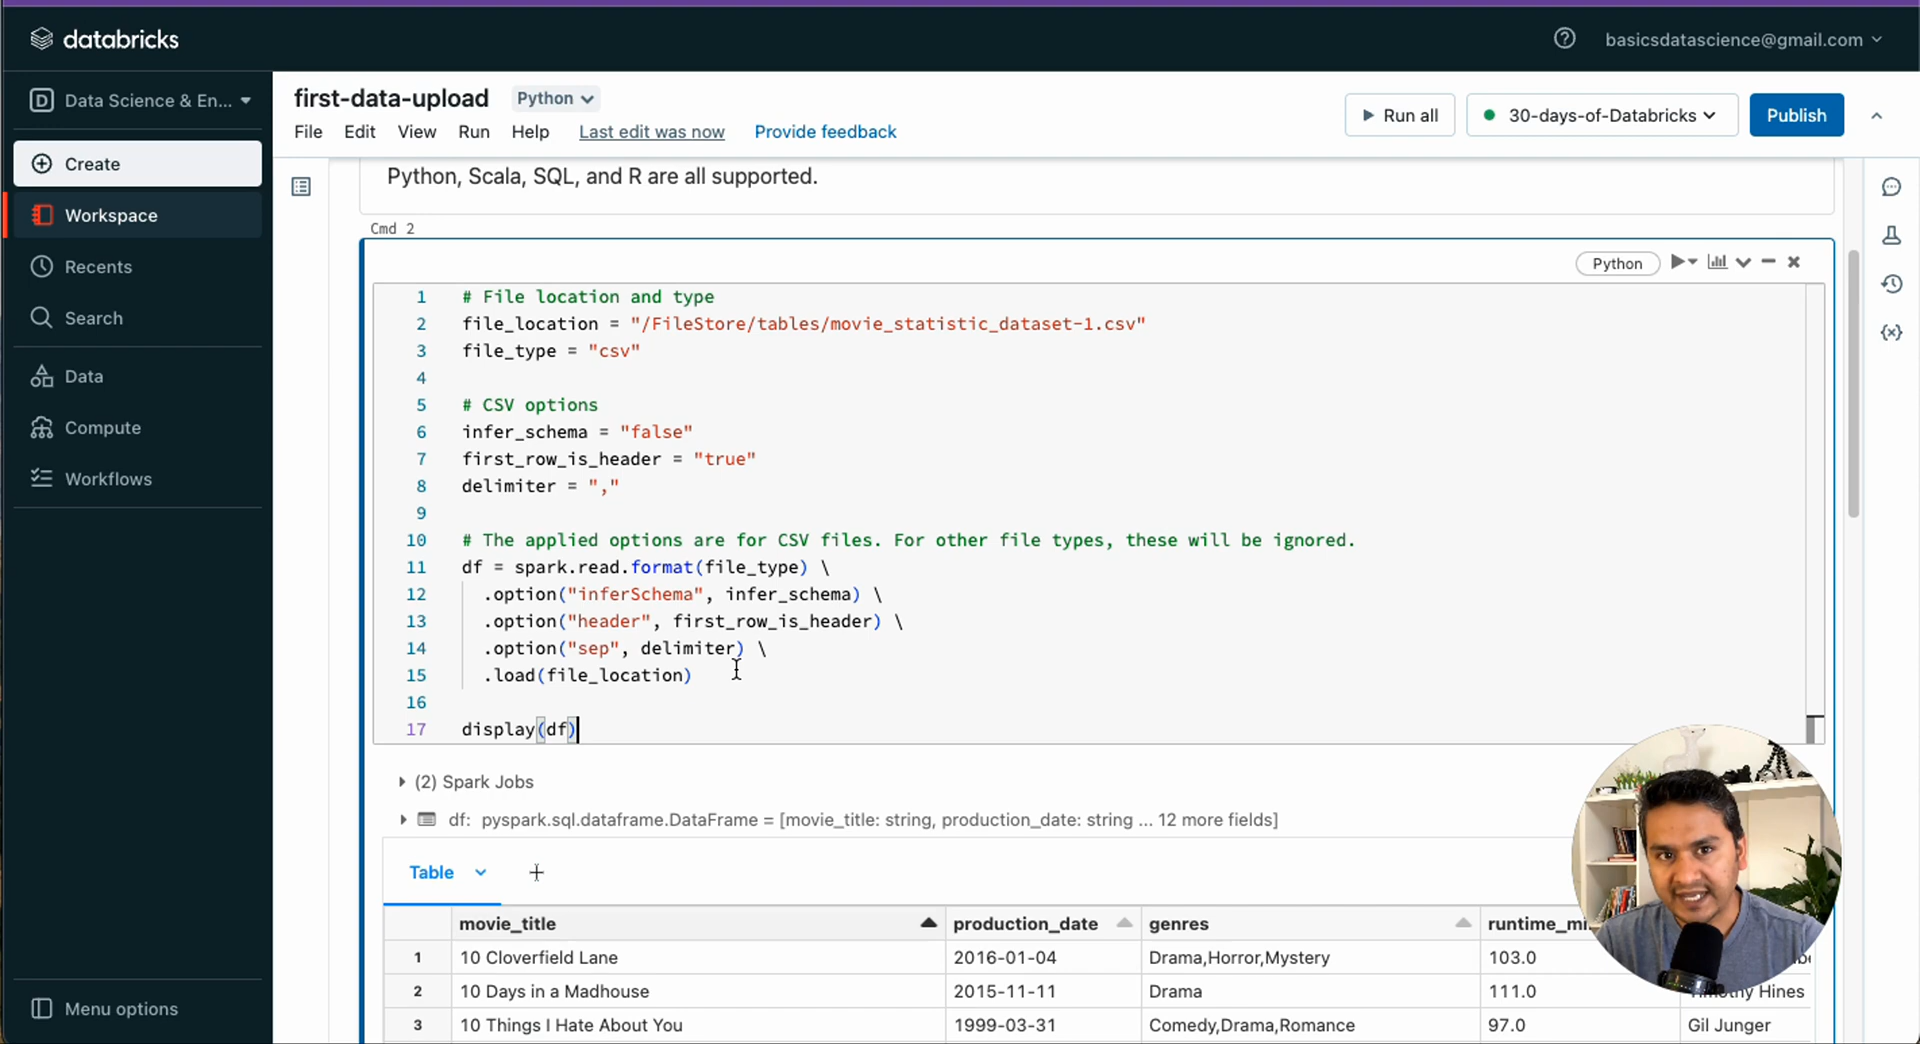 databricks
basicsdatascience@gmail.com
D Data Science & En...
Create
Workspace
Recents
Search
Data
Compute
Workflows
Menu options
first-data-upload Python
File Edit View Run Help Last edit was now Provide feedback
Run all 30-days-of-Databricks Publish
Python, Scala, SQL, and R are all supported.
Cmd 2
Python
1 # File location and type
2 file_location = "/FileStore/tables/movie_statistic_dataset-1.csv"
3 file_type = "csv"
4
5 # CSV options
6 infer_schema = "false"
7 first_row_is_header = "true"
8 delimiter = ","
9
10 # The applied options are for CSV files. For other file types, these will be ignored.
11 df = spark.read.format(file_type) \
12 .option("inferSchema", infer_schema) \
13 .option("header", first_row_is_header) \
14 .option("sep", delimiter) \
15 .load(file_location)
16
17 display(df)
(2) Spark Jobs
df: pyspark.sql.dataframe.DataFrame = [movie_title: string, production_date: string ... 12 more fields]
Table +
movie_title production_date genres
1 10 Cloverfield Lane 2016-01-04 Drama,Horror,Mystery 103.0
2 10 Days in a Madhouse 2015-11-11 Drama 111.0 Hines
3 10 Things I Hate About You 1999-03-31 Comedy,Drama,Romance 97.0 Gil Junger